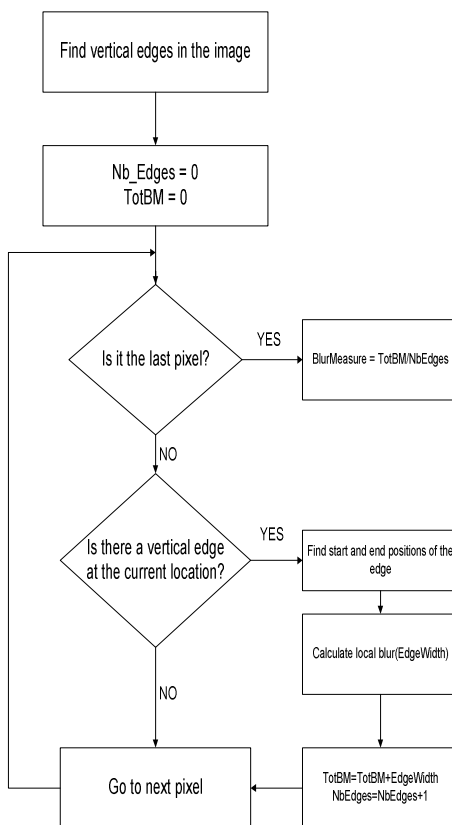 Find vertical edges in the image
Nb_Edges = 0
TotBM = 0
Is it the last pixel?
YES
BlurMeasure = TotBM/NbEdges
NO
Is there a vertical edge
at the current location?
YES
Find start and end positions of the
edge
Calculate local blur(EdgeWidth)
NO
TotBM=TotBM+EdgeWidth
NbEdges=NbEdges+1
Go to next pixel